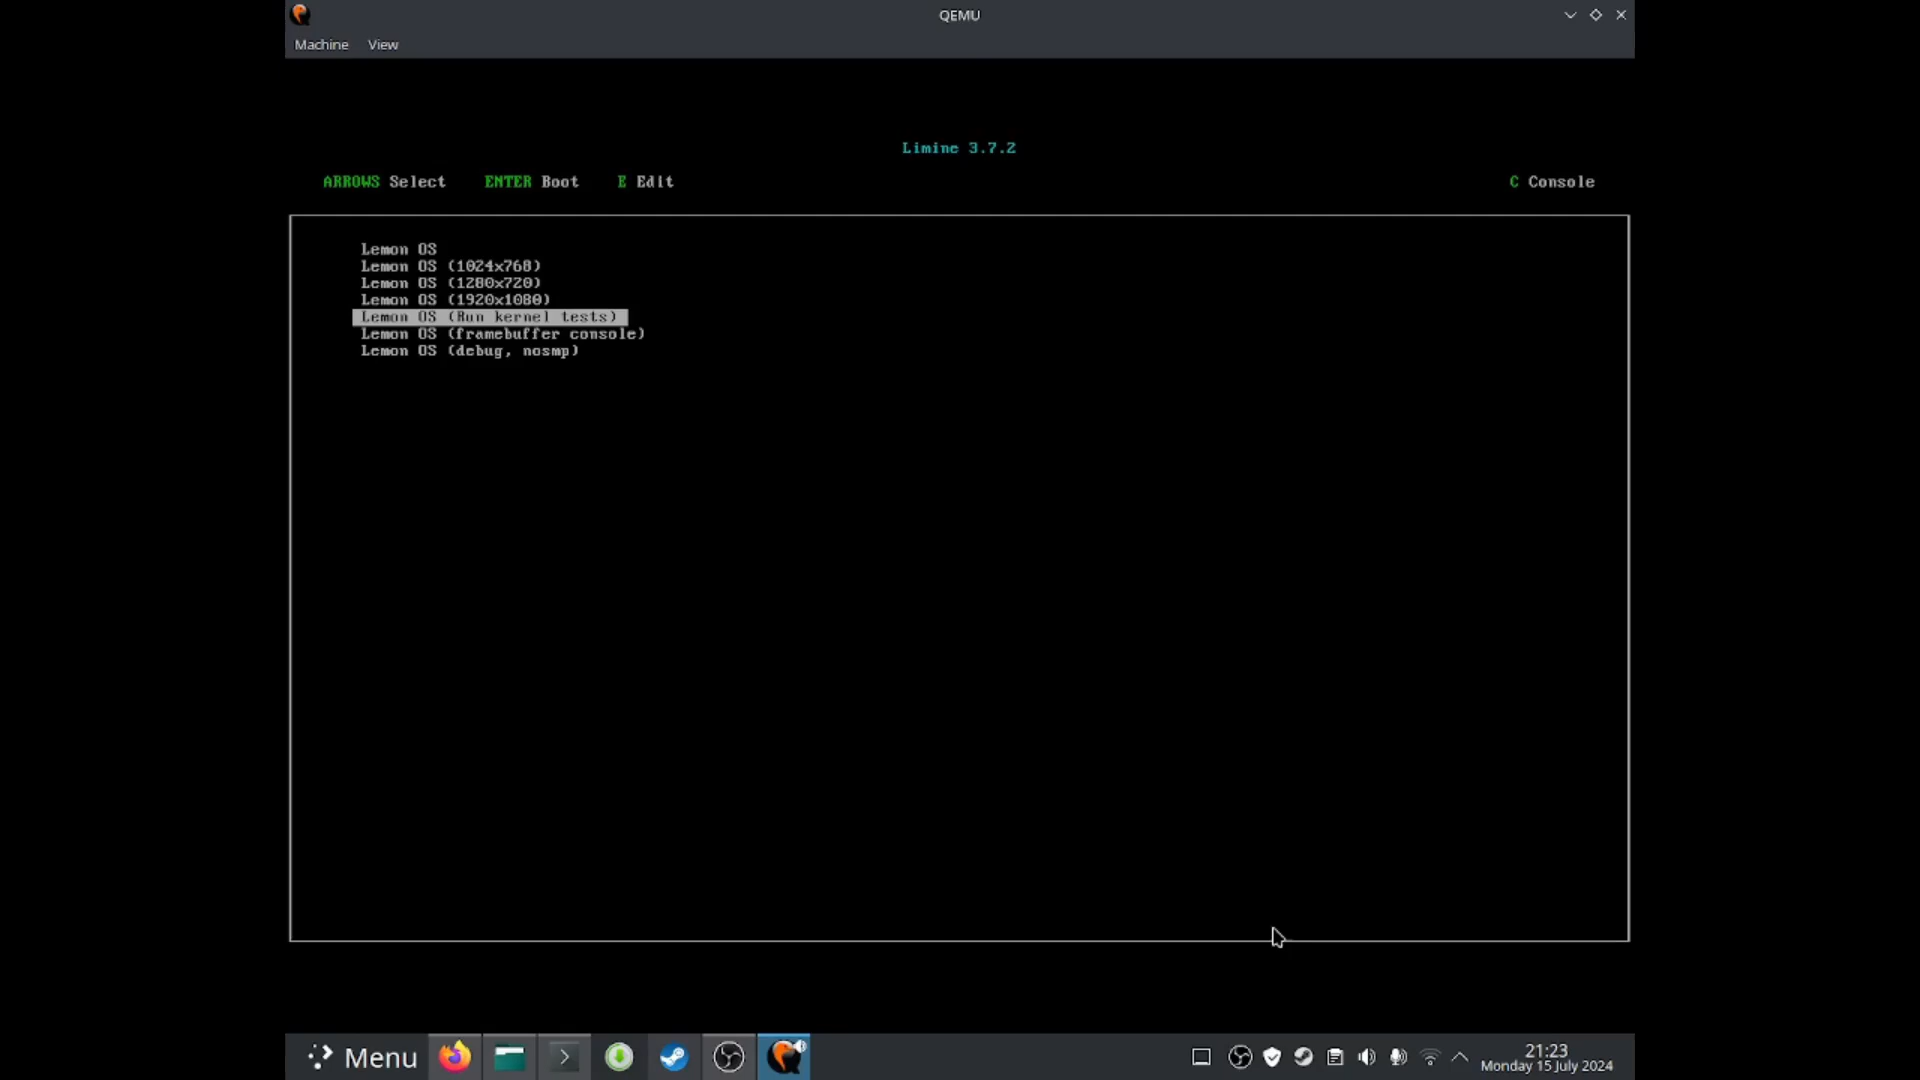 QEMU
Machine View
Limine 3.7.2
ARROWS Select ENTER Boot E Edit C Console
Lemon OS
Lemon OS (1024x768)
Lemon OS (1280x720)
Lemon OS (1920x1080)
Lemon OS (Run kernel tests)
Lemon OS (framebuffer console)
Lemon OS (debug, nosmp)
Menu
21:23
Monday 15 July 2024